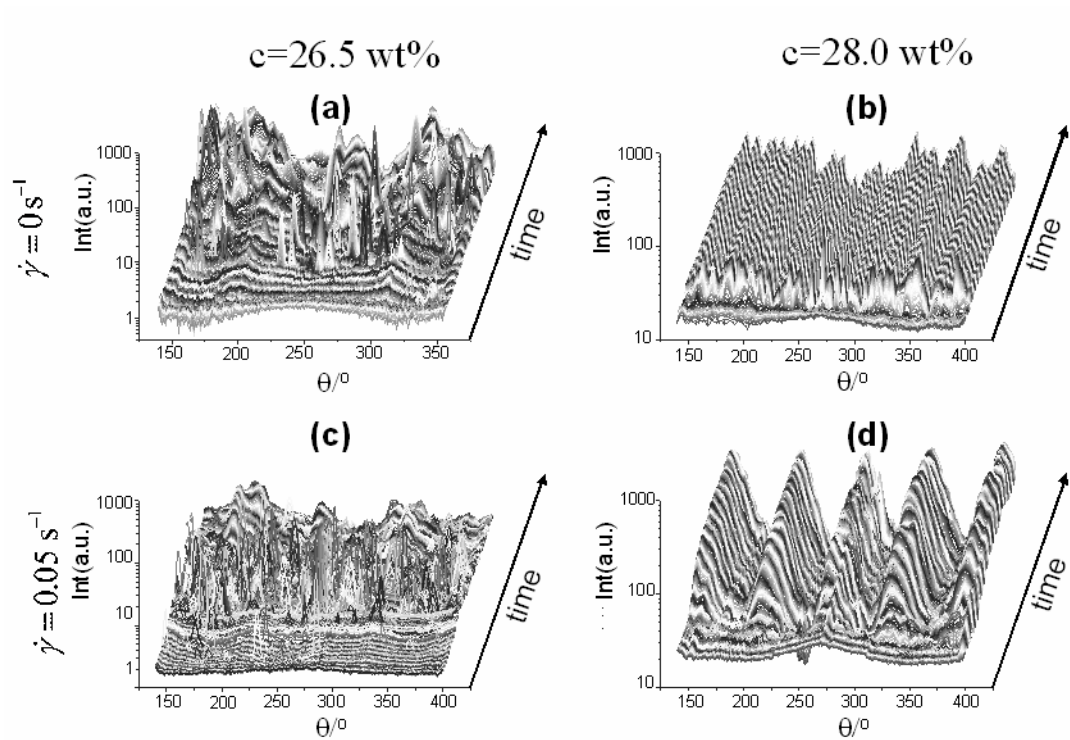 c=26.5 wt%
c=28.0 wt%
(a)
(b)
γ̇ = 0 s⁻¹
Int(a.u.)
1000
100
10
1
150 200 250 300 350
θ/º
time
Int(a.u.)
1000
100
10
150 200 250 300 350 400
θ/º
time
(c)
(d)
γ̇ = 0.05 s⁻¹
Int(a.u.)
1000
100
10
1
150 200 250 300 350 400
θ/º
time
Int(a.u.)
1000
100
10
150 200 250 300 350 400
θ/º
time